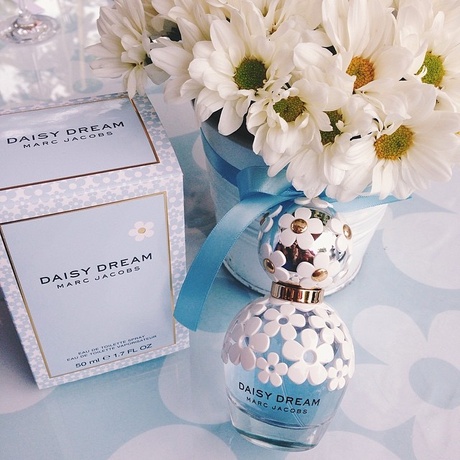 DAISY DREAM
MARC JACOBS
DAISY DREAM
MARC JACOBS
EAU DE TOILETTE SPRAY
EAU DE TOILETTE VAPORISATEUR
50 ml e 1.7 FL OZ
DAISY DREAM
MARC JACOBS